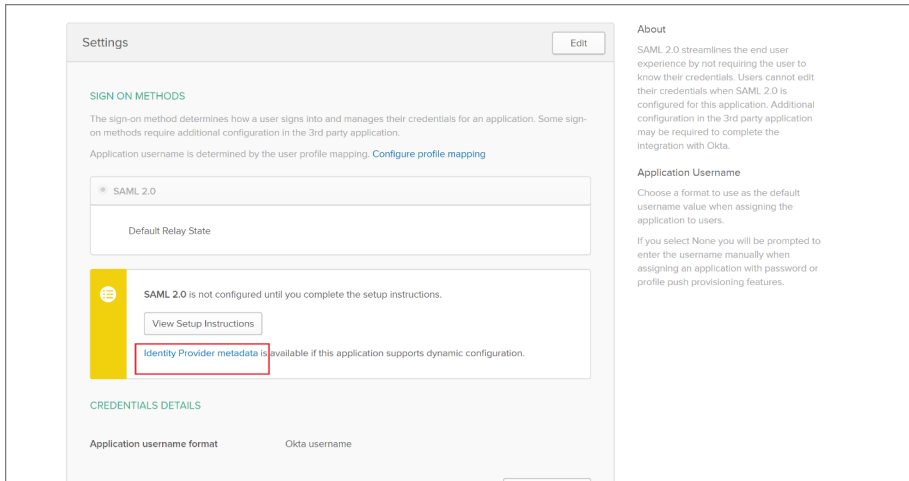 Settings
Edit
SIGN ON METHODS
The sign-on method determines how a user signs into and manages their credentials for an application. Some sign-
on methods require additional configuration in the 3rd party application.
Application username is determined by the user profile mapping. Configure profile mapping
SAML 2.0
Default Relay State
SAML 2.0 is not configured until you complete the setup instructions.
View Setup Instructions
Identity Provider metadata is available if this application supports dynamic configuration.
CREDENTIALS DETAILS
Application username format
Okta username
About
SAML 2.0 streamlines the end user
experience by not requiring the user to
know their credentials. Users cannot edit
their credentials when SAML 2.0 is
configured for this application. Additional
configuration in the 3rd party application
may be required to complete the
integration with Okta.
Application Username
Choose a format to use as the default
username value when assigning the
application to users.
If you select None you will be prompted to
enter the username manually when
assigning an application with password or
profile push provisioning features.